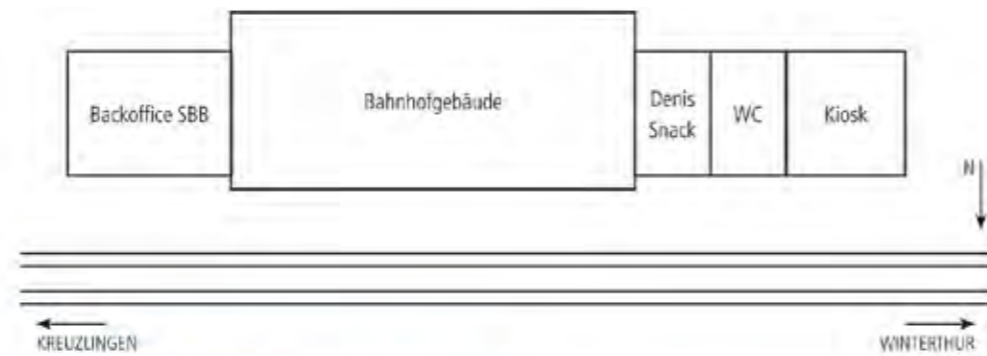 Backoffice SBB
Bahnhofgebäude
Denis
Snack
WC
Kiosk
N
KREUZLINGEN
WINTERTHUR